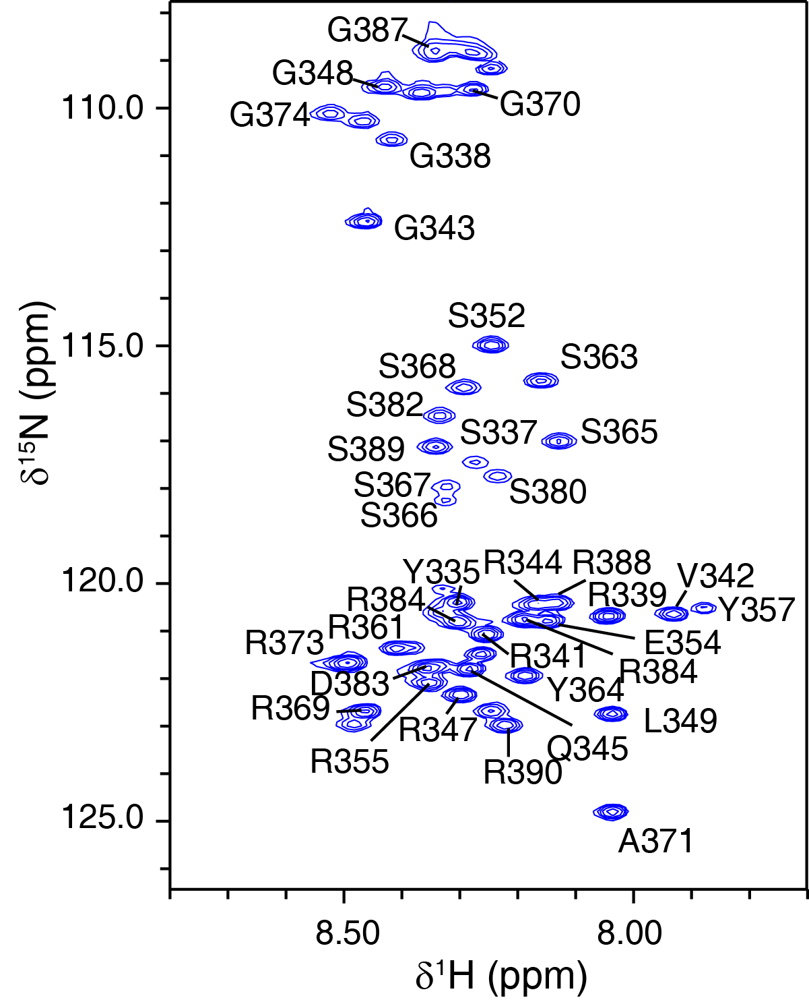 G387
G348
110.0
G370
G374
G338
G343
S352
115.0
S363
S368
S382
S337
S365
S389
S367
S380
S366
Y335
R344
R388
V342
120.0
R384
R339
Y357
R361
R373
E354
R341
R384
D383
Y364
R369
L349
R347
Q345
R355
R390
125.0
A371
δ¹⁵N (ppm)
8.50
8.00
δ¹H (ppm)